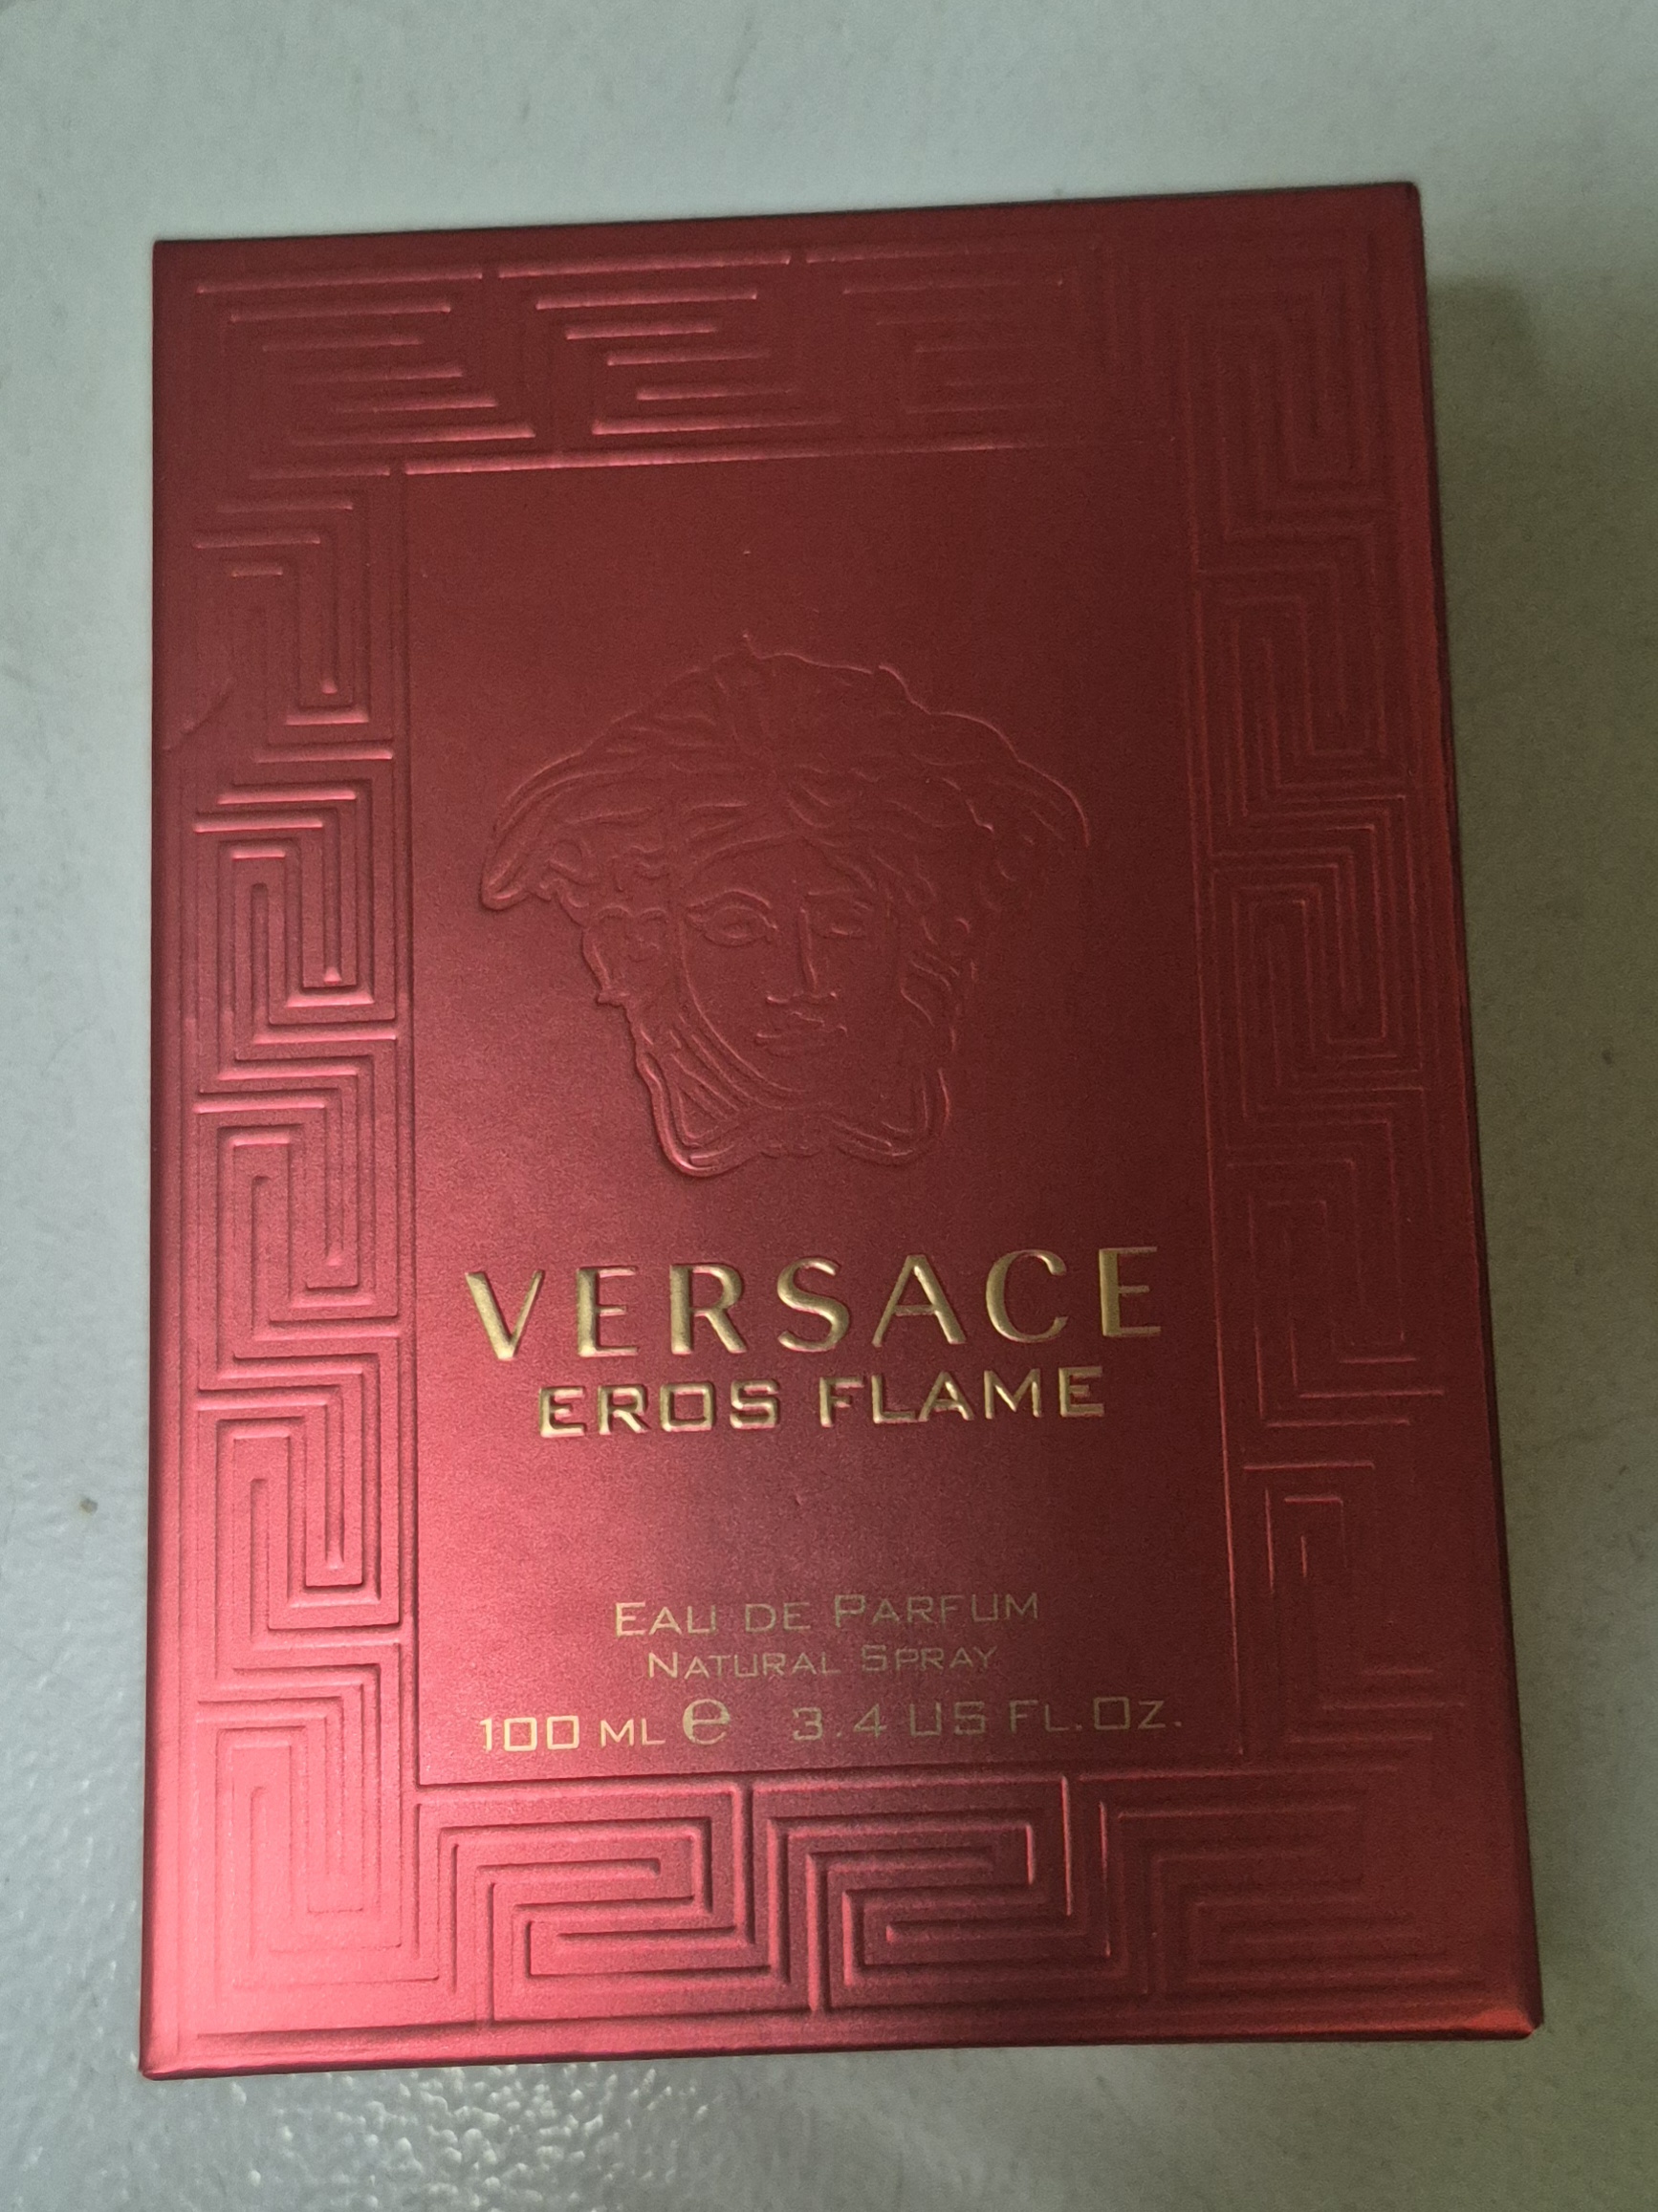 VERSACE
EROS FLAME
EAU DE PARFUM
NATURAL SPRAY
100 ML ℮ 3.4 US FL.OZ.